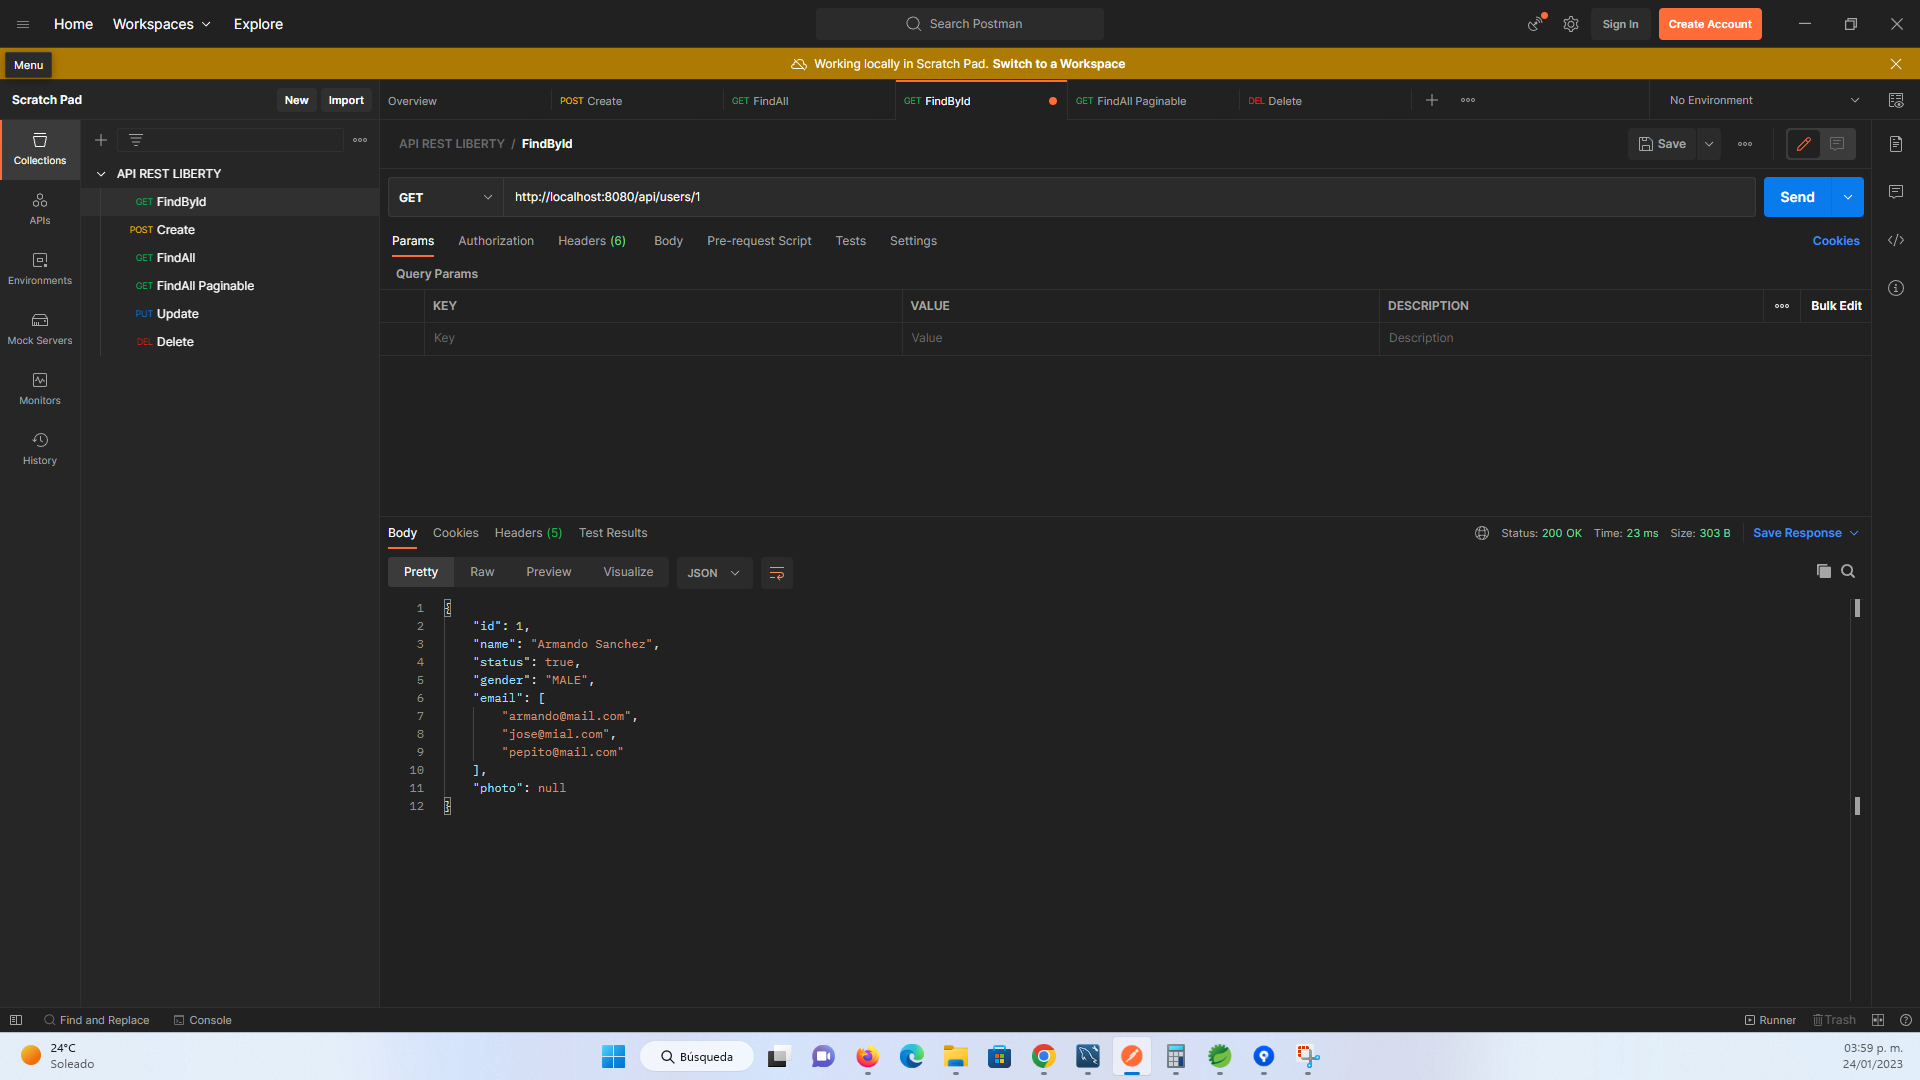 Home Workspaces Explore Search Postman Sign In Create Account
Menu
Working locally in Scratch Pad. Switch to a Workspace
Scratch Pad New Import
Overview POST Create GET FindAll GET FindById GET FindAll Paginable DEL Delete No Environment
Collections
APIs
Environments
Mock Servers
Monitors
History
API REST LIBERTY
GET FindById
POST Create
GET FindAll
GET FindAll Paginable
PUT Update
DEL Delete
API REST LIBERTY / FindById Save
GET http://localhost:8080/api/users/1 Send
Params Authorization Headers (6) Body Pre-request Script Tests Settings Cookies
Query Params
KEY VALUE DESCRIPTION Bulk Edit
Key Value Description
Body Cookies Headers (5) Test Results Status: 200 OK Time: 23 ms Size: 303 B Save Response
Pretty Raw Preview Visualize JSON
1 {
2 "id": 1,
3 "name": "Armando Sanchez",
4 "status": true,
5 "gender": "MALE",
6 "email": [
7 "armando@mail.com",
8 "jose@mial.com",
9 "pepito@mail.com"
10 ],
11 "photo": null
12 }
Find and Replace Console Runner Trash
24°C
Soleado
Búsqueda
03:59 p. m.
24/01/2023